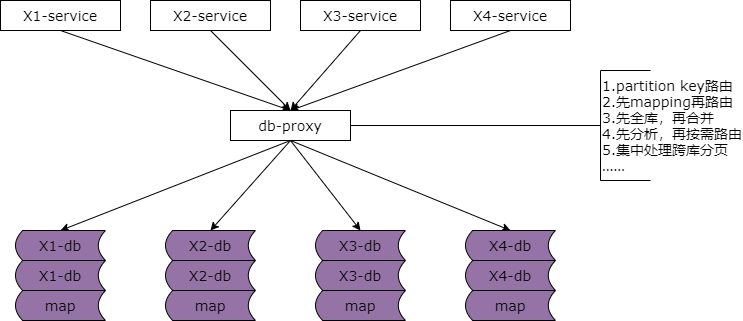 X1-service
X2-service
X3-service
X4-service
db-proxy
1.partition key路由
2.先mapping再路由
3.先全库，再合并
4.先分析，再按需路由
5.集中处理跨库分页
......
X1-db
X2-db
X3-db
X4-db
X1-db
X2-db
X3-db
X4-db
map
map
map
map